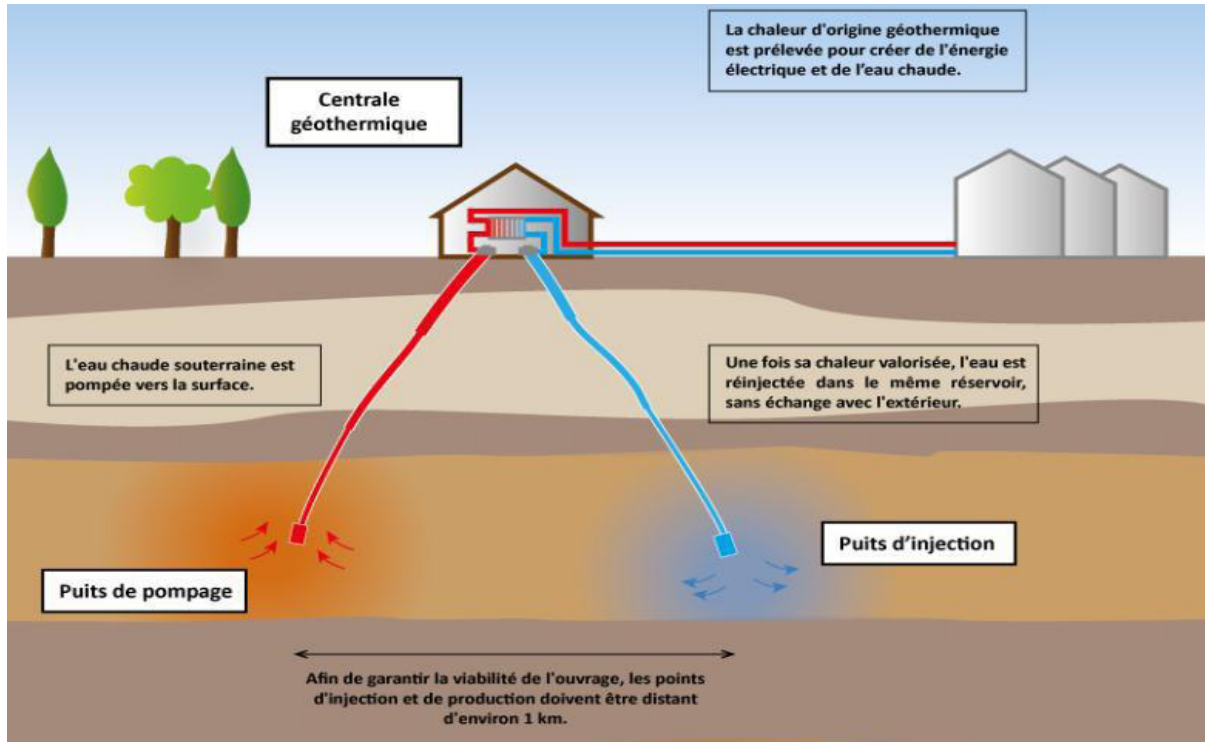 La chaleur d'origine géothermique
est prélevée pour créer de l'énergie
électrique et de l'eau chaude.
Centrale
géothermique
L'eau chaude souterraine est
pompée vers la surface.
Une fois sa chaleur valorisée, l'eau est
réinjectée dans le même réservoir,
sans échange avec l'extérieur.
Puits d'injection
Puits de pompage
Afin de garantir la viabilité de l'ouvrage, les points
d'injection et de production doivent être distant
d'environ 1 km.